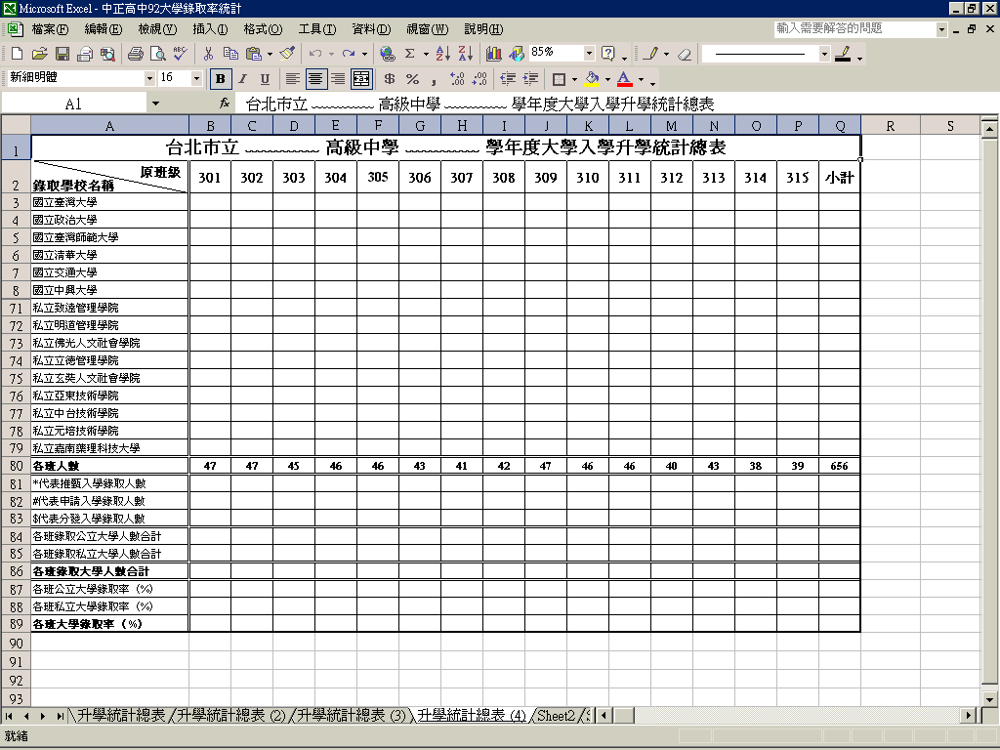 Microsoft Excel - 中正高中92大學錄取率統計
檔案(F) 編輯(E) 檢視(V) 插入(I) 格式(O) 工具(T) 資料(D) 視窗(W) 說明(H) 輸入需要解答的問題
85%
新細明體 16 B I U $ % ,
A1 fx 台北市立 ﹏﹏﹏﹏﹏ 高級中學 ﹏﹏﹏﹏﹏ 學年度大學入學升學統計總表
A B C D E F G H I J K L M N O P Q R S
1 台北市立 ﹏﹏﹏﹏﹏ 高級中學 ﹏﹏﹏﹏﹏ 學年度大學入學升學統計總表
原班級
2 錄取學校名稱 301 302 303 304 305 306 307 308 309 310 311 312 313 314 315 小計
3 國立臺灣大學
4 國立政治大學
5 國立臺灣師範大學
6 國立清華大學
7 國立交通大學
8 國立中興大學
71 私立致遠管理學院
72 私立明道管理學院
73 私立佛光人文社會學院
74 私立立德管理學院
75 私立玄奘人文社會學院
76 私立亞東技術學院
77 私立中台技術學院
78 私立元培技術學院
79 私立嘉南藥理科技大學
80 各班人數 47 47 45 46 46 43 41 42 47 46 46 40 43 38 39 656
81 *代表推甄入學錄取人數
82 #代表申請入學錄取人數
83 $代表分發入學錄取人數
84 各班錄取公立大學人數合計
85 各班錄取私立大學人數合計
86 各班錄取大學人數合計
87 各班公立大學錄取率（%）
88 各班私立大學錄取率（%）
89 各班大學錄取率（%）
90
91
92
93
升學統計總表 升學統計總表 (2) 升學統計總表 (3) 升學統計總表 (4) Sheet2
就緒